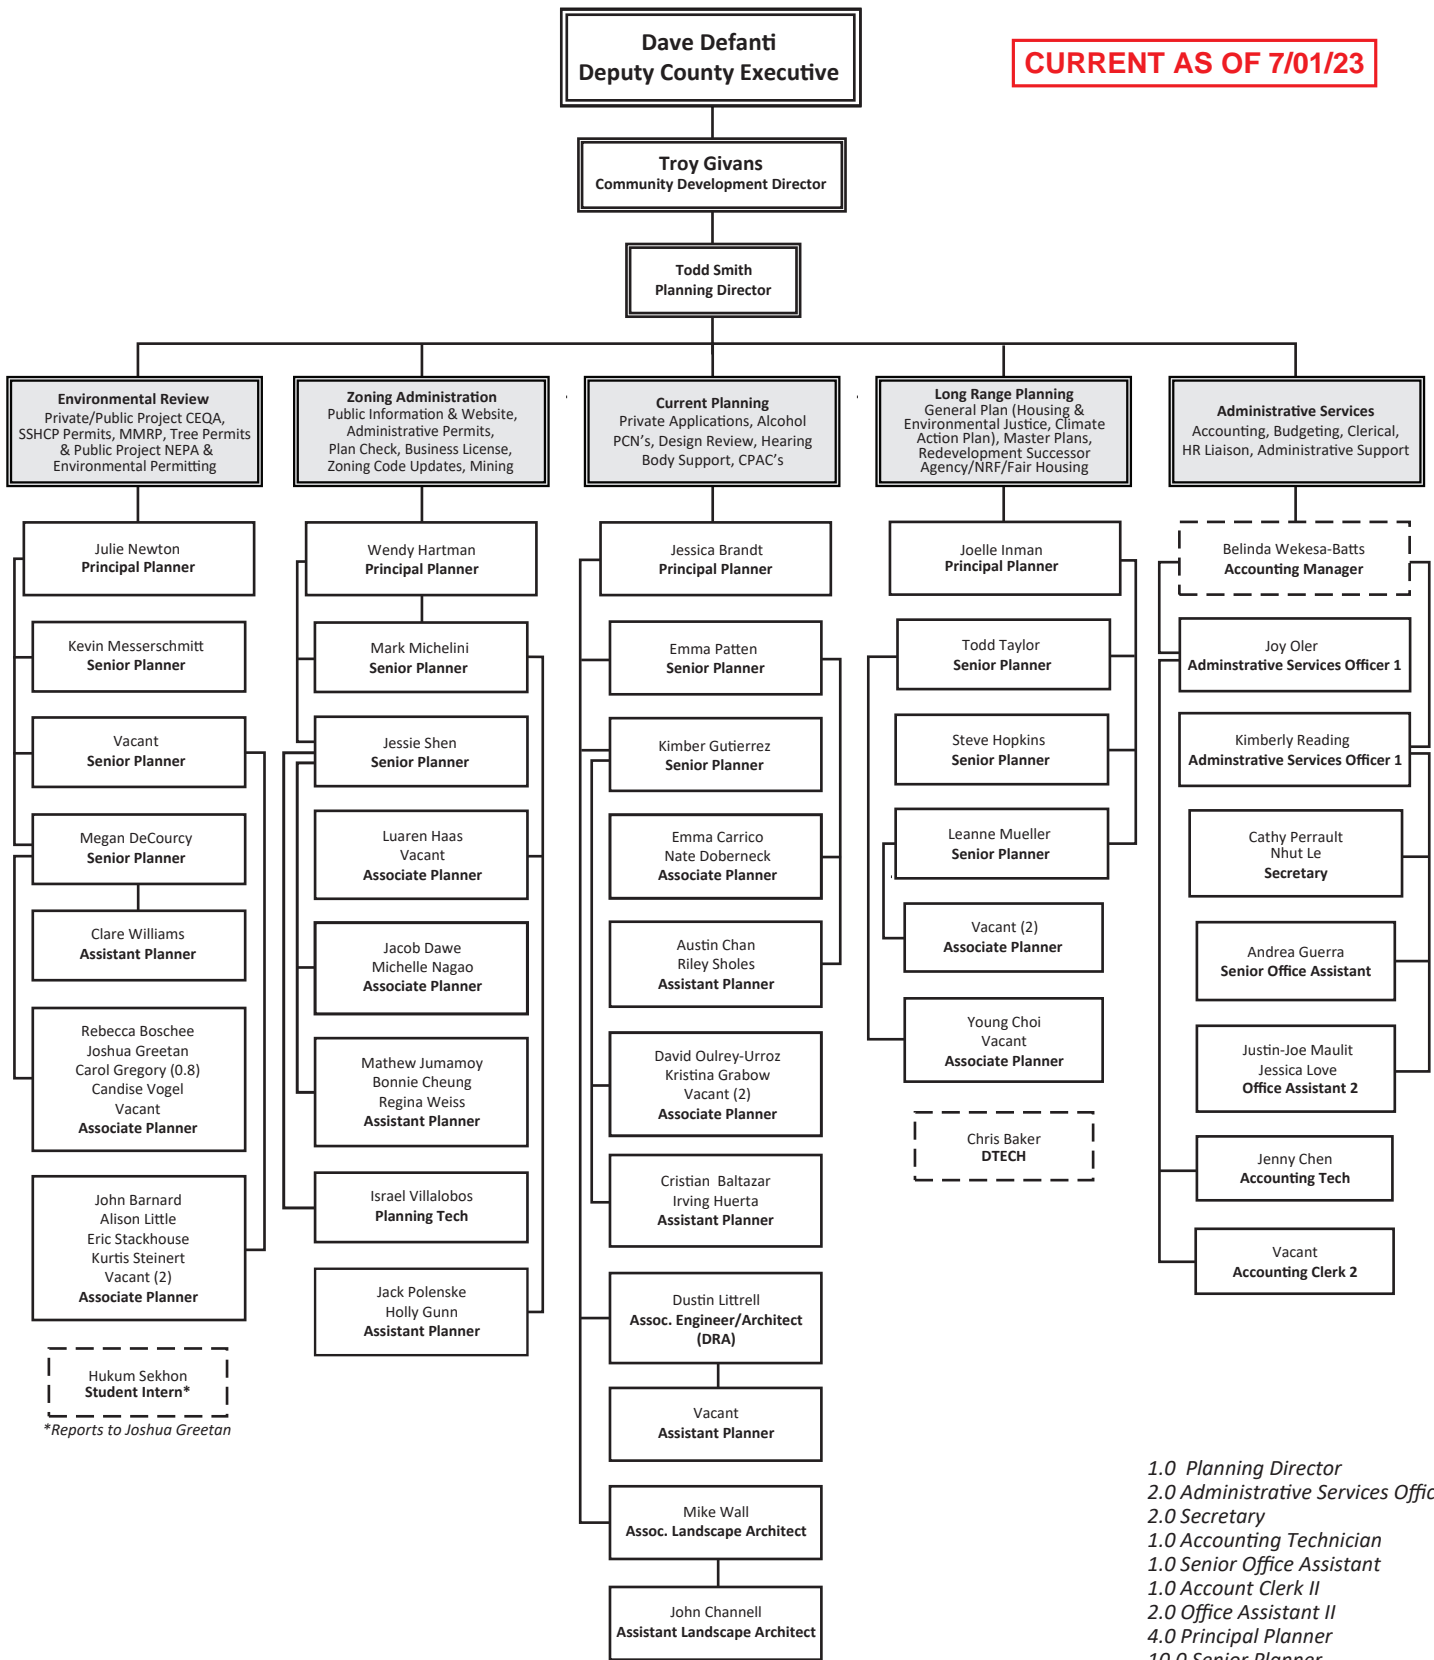 Dave Defanti
Deputy County Executive
CURRENT AS OF 7/01/23
Troy Givans
Community Development Director
Todd Smith
Planning Director
Environmental Review
Private/Public Project CEQA,
SSHCP Permits, MMRP, Tree Permits
& Public Project NEPA &
Environmental Permitting
Zoning Administration
Public Information & Website,
Administrative Permits,
Plan Check, Business License,
Zoning Code Updates, Mining
Current Planning
Private Applications, Alcohol
PCN's, Design Review, Hearing
Body Support, CPAC's
Long Range Planning
General Plan (Housing &
Environmental Justice, Climate
Action Plan), Master Plans,
Redevelopment Successor
Agency/NRF/Fair Housing
Administrative Services
Accounting, Budgeting, Clerical,
HR Liaison, Administrative Support
Julie Newton
Principal Planner
Kevin Messerschmitt
Senior Planner
Vacant
Senior Planner
Megan DeCourcy
Senior Planner
Clare Williams
Assistant Planner
Rebecca Boschee
Joshua Greetan
Carol Gregory (0.8)
Candise Vogel
Vacant
Associate Planner
John Barnard
Alison Little
Eric Stackhouse
Kurtis Steinert
Vacant (2)
Associate Planner
Hukum Sekhon
Student Intern*
*Reports to Joshua Greetan
Wendy Hartman
Principal Planner
Mark Michelini
Senior Planner
Jessie Shen
Senior Planner
Luaren Haas
Vacant
Associate Planner
Jacob Dawe
Michelle Nagao
Associate Planner
Mathew Jumamoy
Bonnie Cheung
Regina Weiss
Assistant Planner
Israel Villalobos
Planning Tech
Jack Polenske
Holly Gunn
Assistant Planner
Jessica Brandt
Principal Planner
Emma Patten
Senior Planner
Kimber Gutierrez
Senior Planner
Emma Carrico
Nate Doberneck
Associate Planner
Austin Chan
Riley Sholes
Assistant Planner
David Oulrey-Urroz
Kristina Grabow
Vacant (2)
Associate Planner
Cristian Baltazar
Irving Huerta
Assistant Planner
Dustin Littrell
Assoc. Engineer/Architect
(DRA)
Vacant
Assistant Planner
Mike Wall
Assoc. Landscape Architect
John Channell
Assistant Landscape Architect
Joelle Inman
Principal Planner
Todd Taylor
Senior Planner
Steve Hopkins
Senior Planner
Leanne Mueller
Senior Planner
Vacant (2)
Associate Planner
Young Choi
Vacant
Associate Planner
Chris Baker
DTECH
Belinda Wekesa-Batts
Accounting Manager
Joy Oler
Adminstrative Services Officer 1
Kimberly Reading
Adminstrative Services Officer 1
Cathy Perrault
Nhut Le
Secretary
Andrea Guerra
Senior Office Assistant
Justin-Joe Maulit
Jessica Love
Office Assistant 2
Jenny Chen
Accounting Tech
Vacant
Accounting Clerk 2
1.0 Planning Director
2.0 Administrative Services Offic
2.0 Secretary
1.0 Accounting Technician
1.0 Senior Office Assistant
1.0 Account Clerk II
2.0 Office Assistant II
4.0 Principal Planner
10.0 Senior Planner